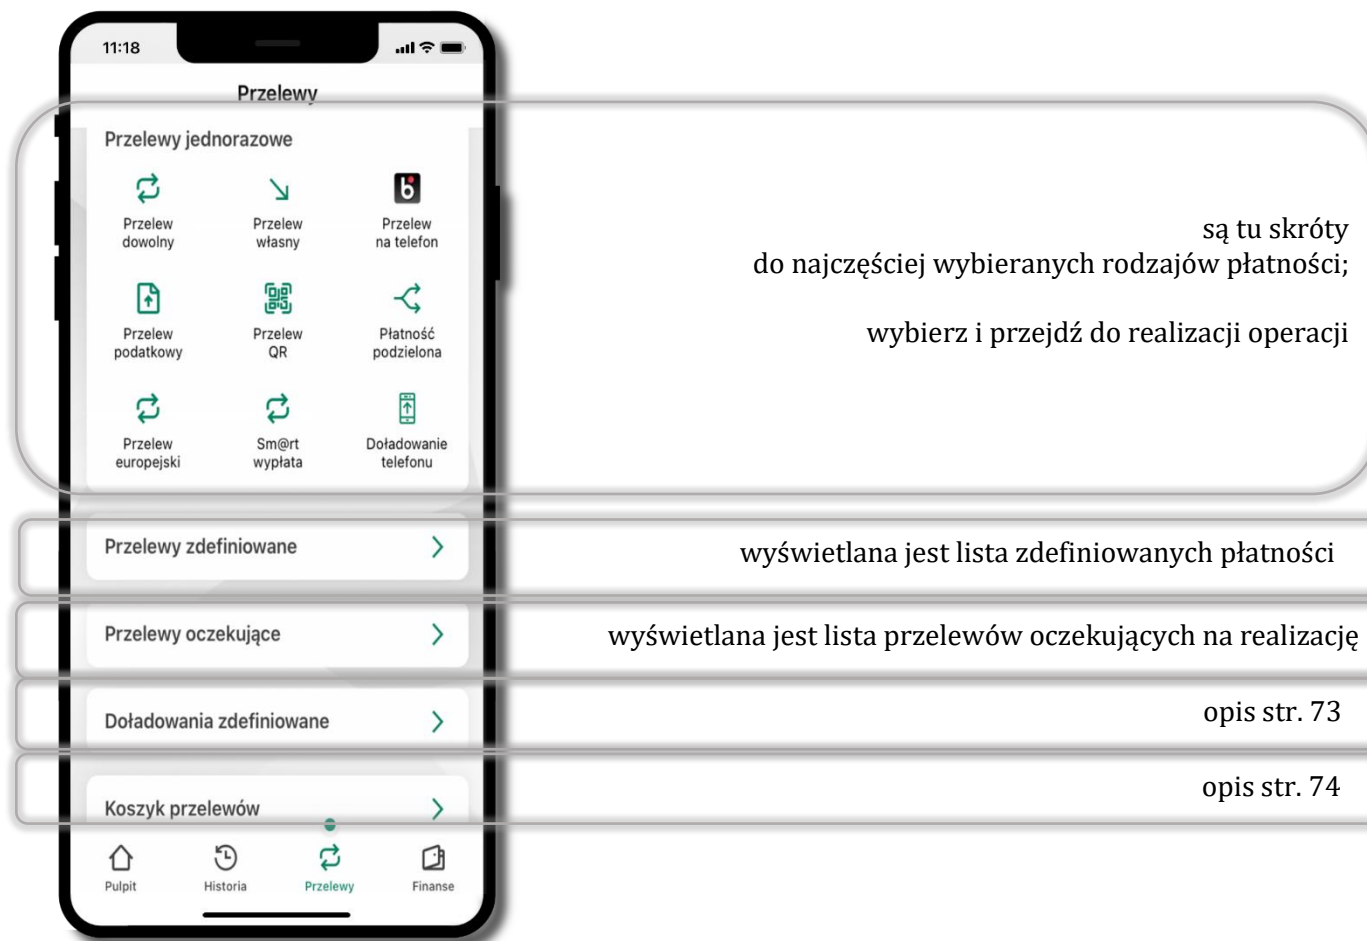 11:18
Przelewy
Przelewy jednorazowe
Przelew
dowolny
Przelew
własny
Przelew
na telefon
Przelew
podatkowy
Przelew
QR
Płatność
podzielona
Przelew
europejski
Sm@rt
wypłata
Doładowanie
telefonu
są tu skróty
do najczęściej wybieranych rodzajów płatności;
wybierz i przejdź do realizacji operacji
Przelewy zdefiniowane
wyświetlana jest lista zdefiniowanych płatności
Przelewy oczekujące
wyświetlana jest lista przelewów oczekujących na realizację
Doładowania zdefiniowane
opis str. 73
Koszyk przelewów
opis str. 74
Pulpit
Historia
Przelewy
Finanse